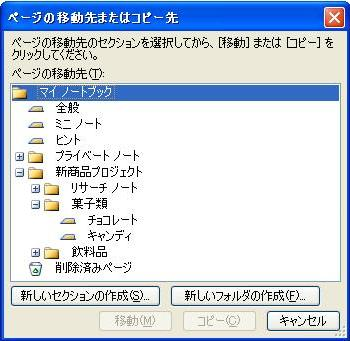 ページの移動先またはコピー先
ページの移動先のセクションを選択してから、[移動] または [コピー] を
クリックしてください。
ページの移動先(T):
マイ ノートブック
全般
ミニ ノート
ヒント
プライベート ノート
新商品プロジェクト
リサーチ ノート
菓子類
チョコレート
キャンディ
飲料品
削除済みページ
新しいセクションの作成(S)... 新しいフォルダの作成(F)...
移動(M) コピー(C) キャンセル